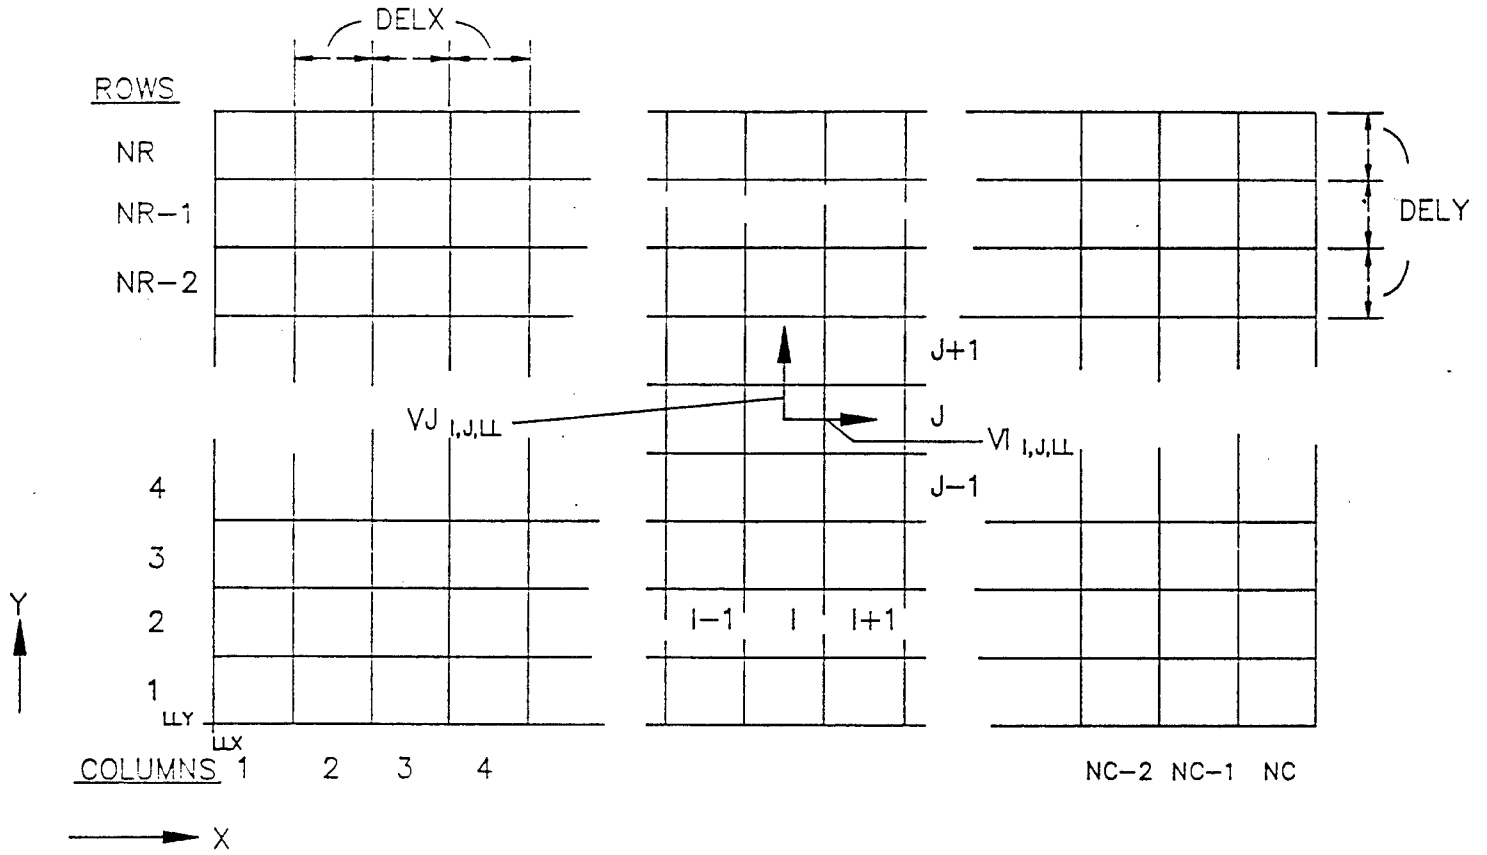 DELX
ROWS
NR
NR-1
DELY
NR-2
J+1
VJ I,J,LL
J
VI I,J,LL
4
J-1
3
Y
2
I-1 I I+1
1
LLY
LLX
COLUMNS 1 2 3 4 NC-2 NC-1 NC
X